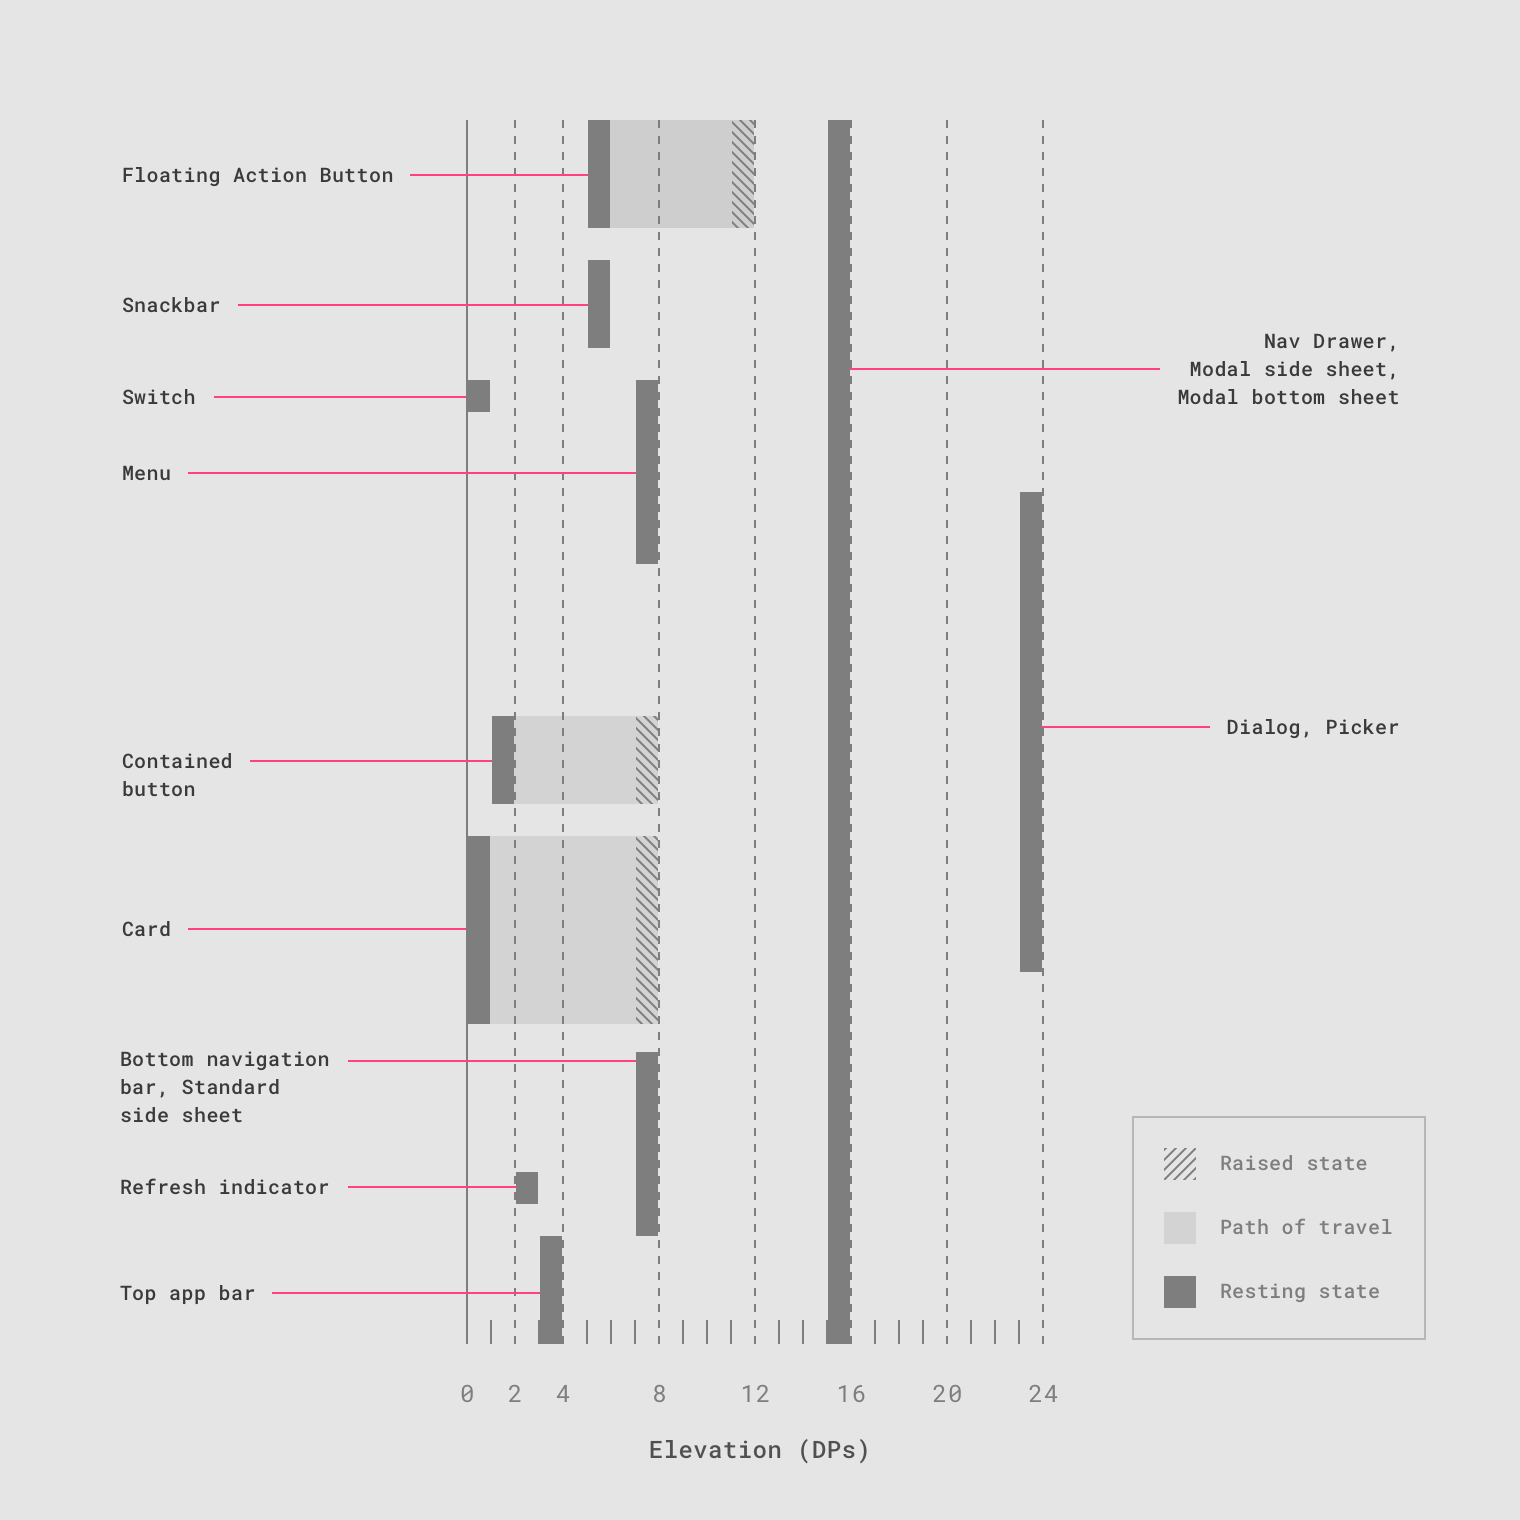 Floating Action Button
Snackbar
Switch
Menu
Contained
button
Card
Bottom navigation
bar, Standard
side sheet
Refresh indicator
Top app bar
Nav Drawer,
Modal side sheet,
Modal bottom sheet
Dialog, Picker
Raised state
Path of travel
Resting state
0 2 4 8 12 16 20 24
Elevation (DPs)